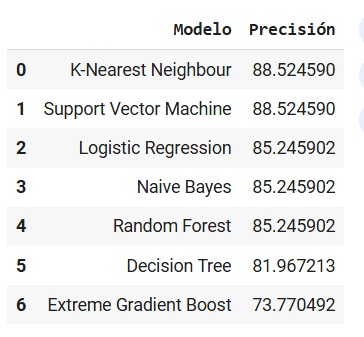 Modelo Precisión
0 K-Nearest Neighbour 88.524590
1 Support Vector Machine 88.524590
2 Logistic Regression 85.245902
3 Naive Bayes 85.245902
4 Random Forest 85.245902
5 Decision Tree 81.967213
6 Extreme Gradient Boost 73.770492